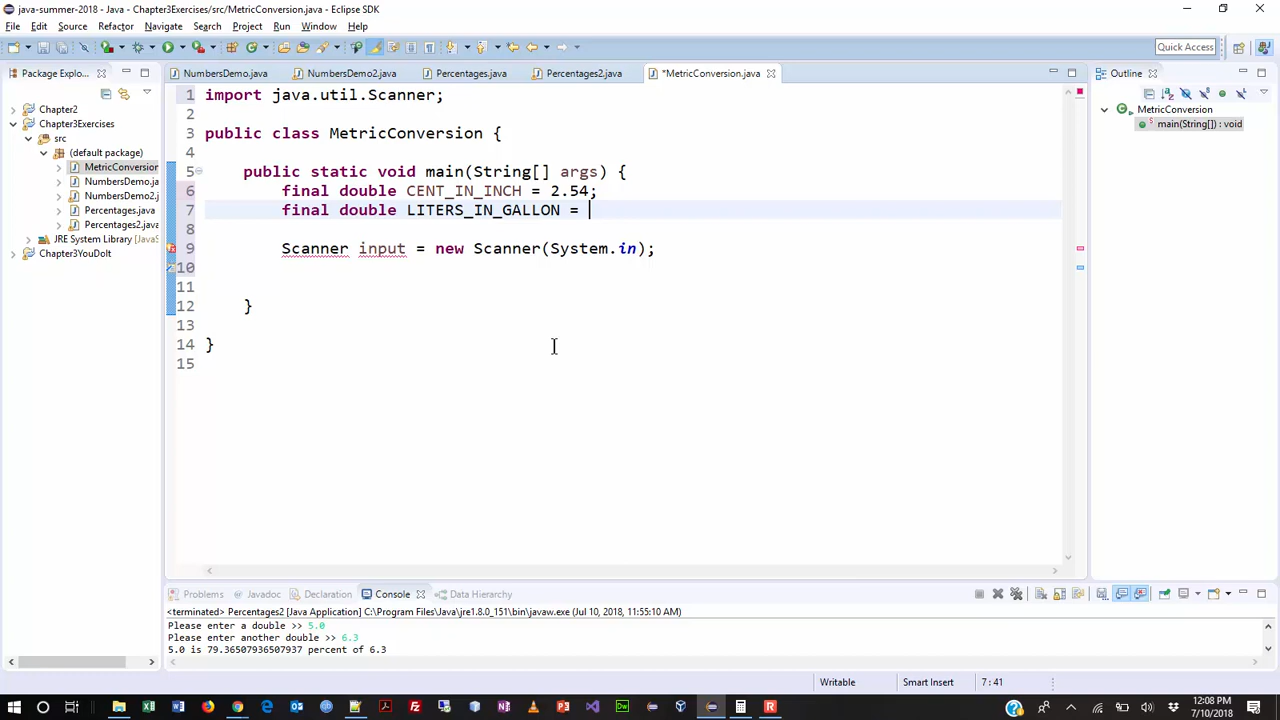 java-summer-2018 - Java - Chapter3Exercises/src/MetricConversion.java - Eclipse SDK
File Edit Source Refactor Navigate Search Project Run Window Help
Quick Access
Package Explo...
NumbersDemo.java
NumbersDemo2.java
Percentages.java
Percentages2.java
*MetricConversion.java
Outline
Chapter2
Chapter3Exercises
src
(default package)
MetricConversion
NumbersDemo.ja
NumbersDemo2.j
Percentages.java
Percentages2.java
JRE System Library [JavaS
Chapter3YouDoIt
1 import java.util.Scanner;
2
3 public class MetricConversion {
4
5 public static void main(String[] args) {
6 final double CENT_IN_INCH = 2.54;
7 final double LITERS_IN_GALLON =
8
9 Scanner input = new Scanner(System.in);
10
11
12 }
13
14 }
15
MetricConversion
main(String[]) : void
Problems Javadoc Declaration Console Data Hierarchy
<terminated> Percentages2 [Java Application] C:\Program Files\Java\jre1.8.0_151\bin\javaw.exe (Jul 10, 2018, 11:55:10 AM)
Please enter a double >> 5.0
Please enter another double >> 6.3
5.0 is 79.36507936507937 percent of 6.3
Writable Smart Insert 7 : 41
12:08 PM
7/10/2018